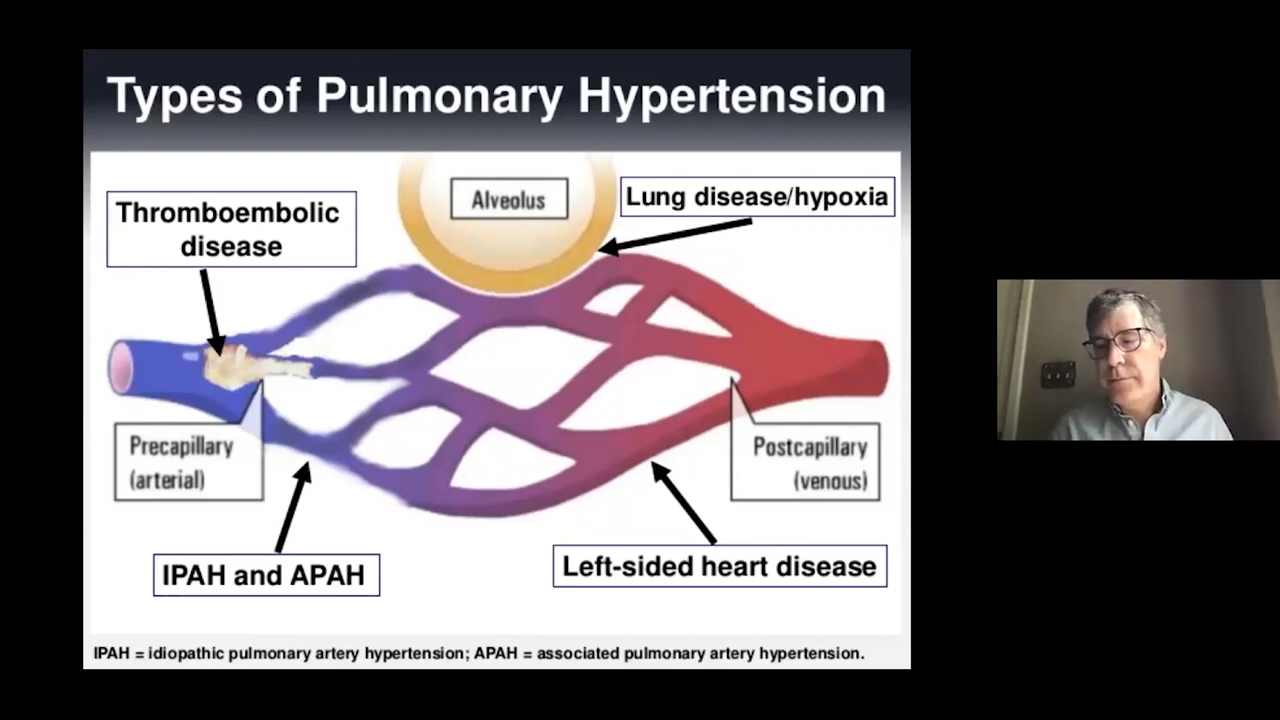 Types of Pulmonary Hypertension
Thromboembolic
disease
Alveolus
Lung disease/hypoxia
Precapillary
(arterial)
Postcapillary
(venous)
IPAH and APAH
Left-sided heart disease
IPAH = idiopathic pulmonary artery hypertension; APAH = associated pulmonary artery hypertension.